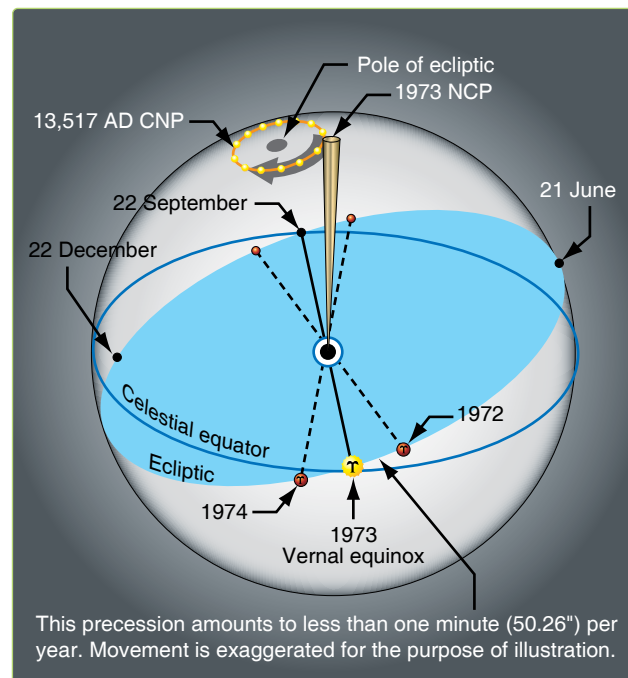 Pole of ecliptic
1973 NCP
13,517 AD CNP
22 September
21 June
22 December
Celestial equator
Ecliptic
1972
♈
♈
♈
1974
1973
Vernal equinox
This precession amounts to less than one minute (50.26") per
year. Movement is exaggerated for the purpose of illustration.